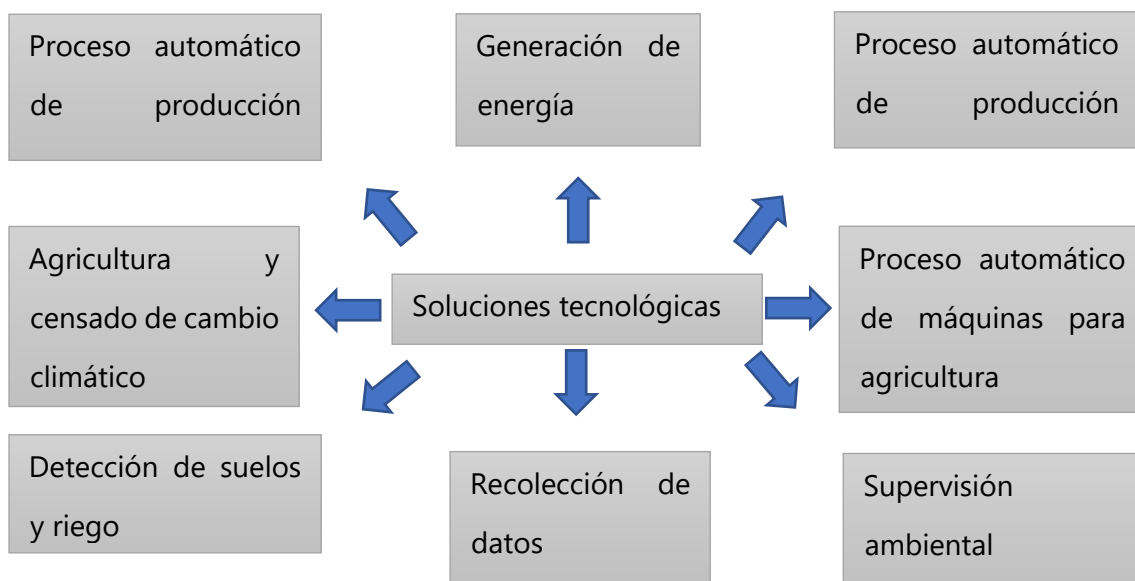 Proceso automático
de producción
Generación de
energía
Proceso automático
de producción
Agricultura y
censado de cambio
climático
Soluciones tecnológicas
Proceso automático
de máquinas para
agricultura
Detección de suelos
y riego
Recolección de
datos
Supervisión
ambiental